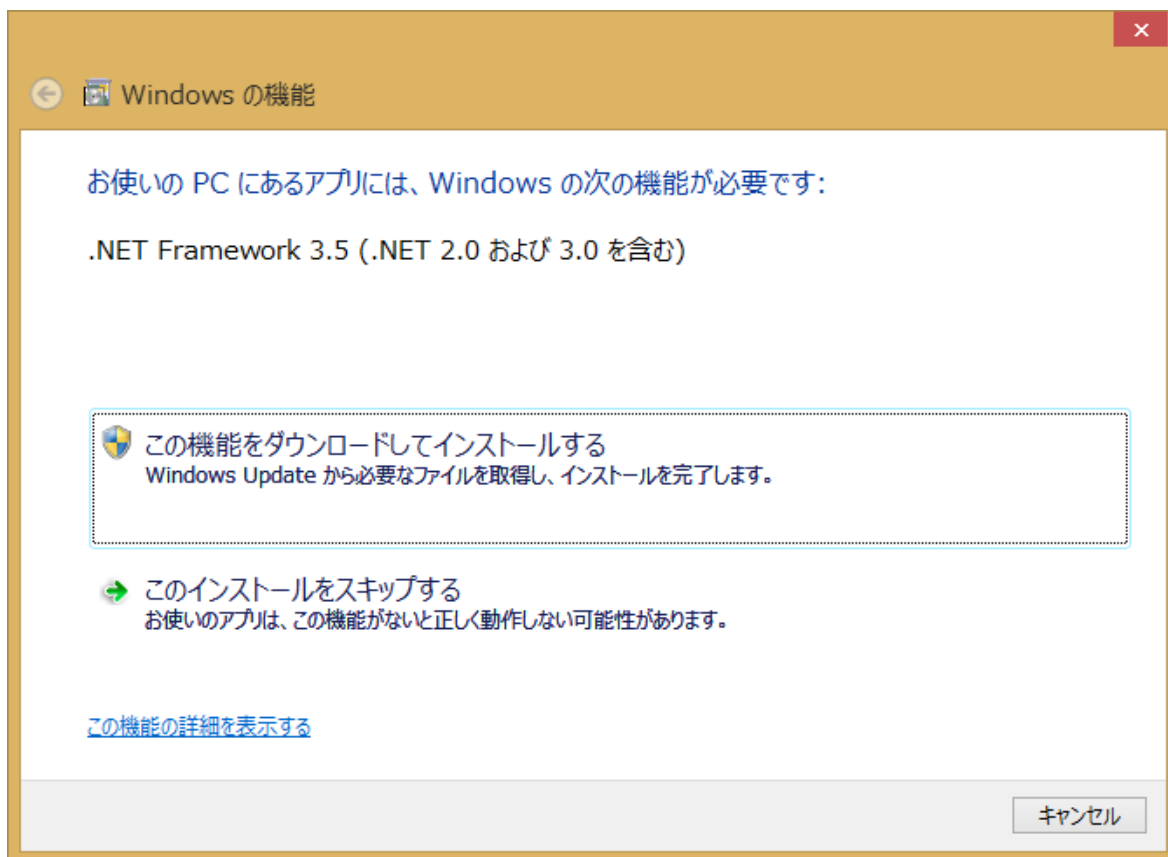 Windows の機能
お使いの PC にあるアプリには、Windows の次の機能が必要です:
.NET Framework 3.5 (.NET 2.0 および 3.0 を含む)
この機能をダウンロードしてインストールする
Windows Update から必要なファイルを取得し、インストールを完了します。
このインストールをスキップする
お使いのアプリは、この機能がないと正しく動作しない可能性があります。
この機能の詳細を表示する
キャンセル